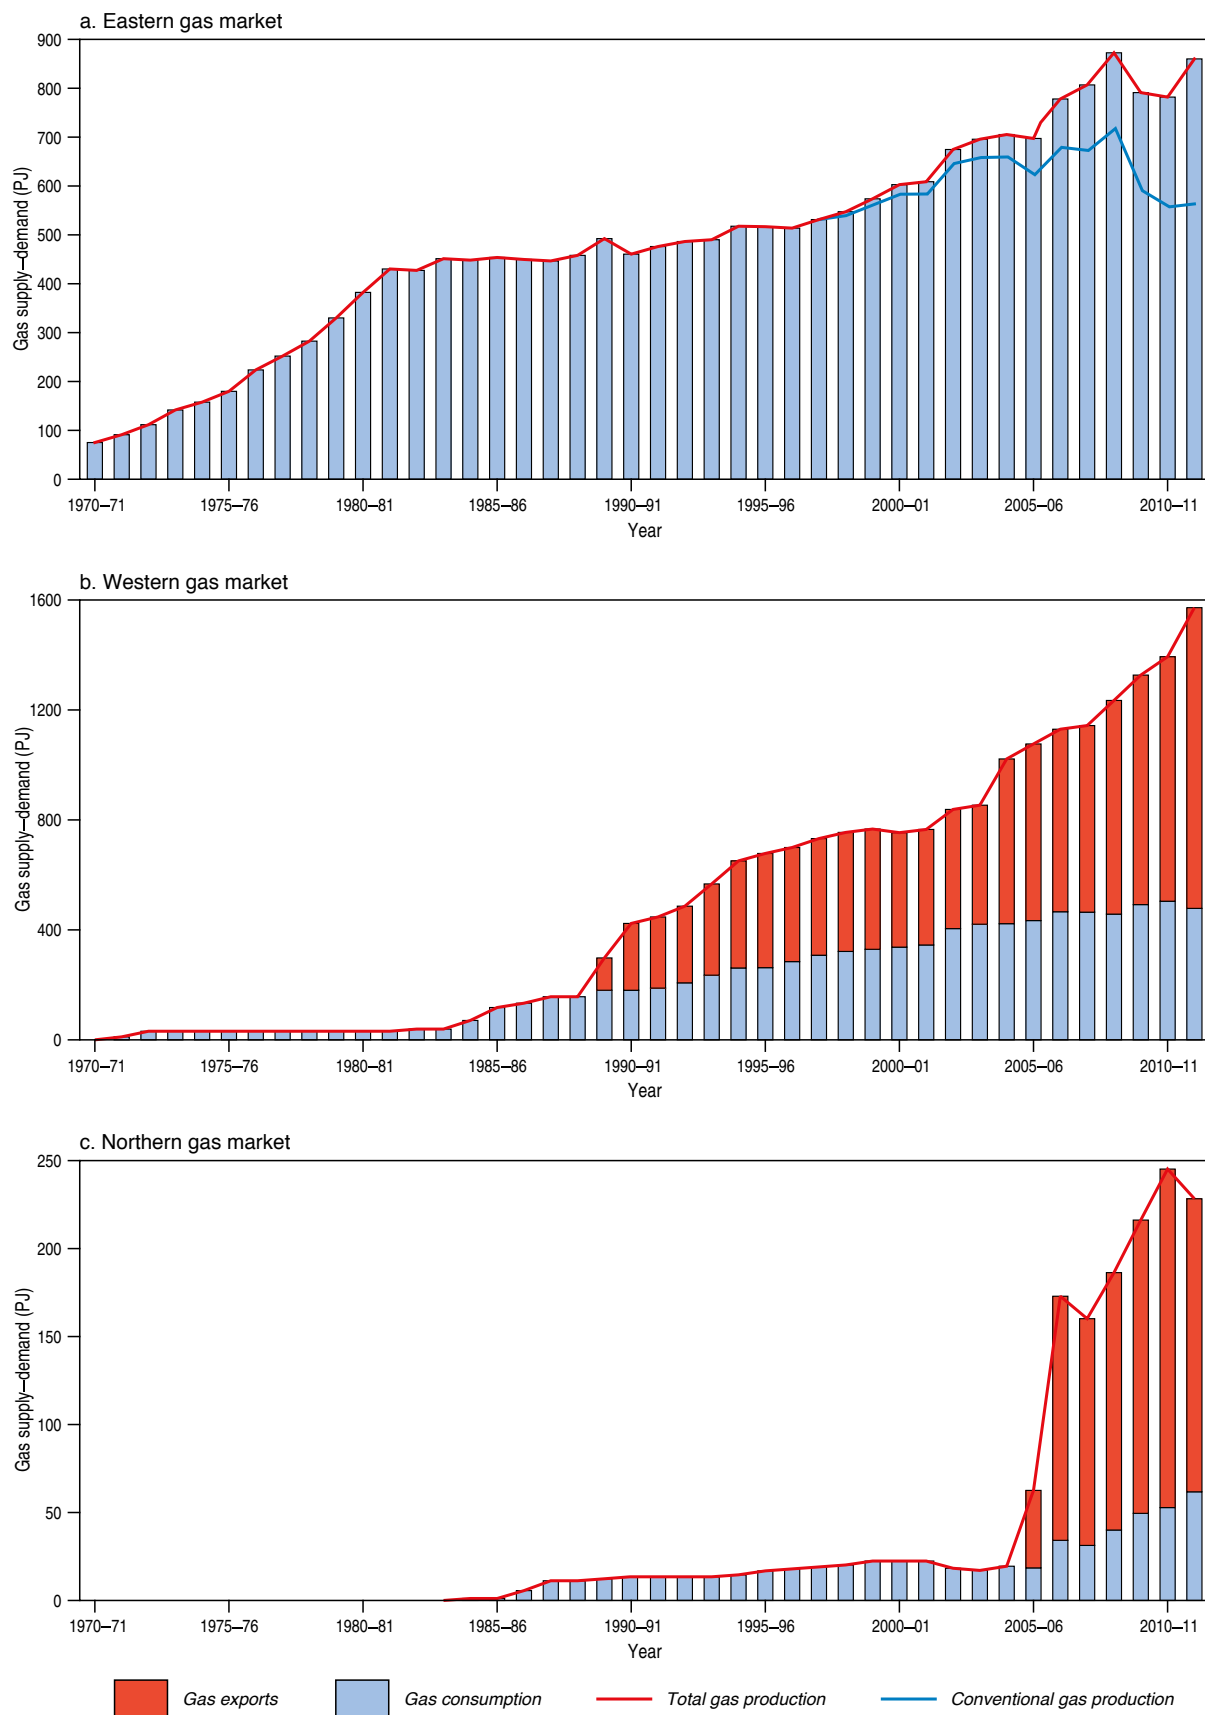 a. Eastern gas market
900
800
700
600
500
400
300
200
100
0
Gas supply–demand (PJ)
1970–71 1975–76 1980–81 1985–86 1990–91 1995–96 2000–01 2005–06 2010–11
Year
b. Western gas market
1600
1200
800
400
0
Gas supply–demand (PJ)
1970–71 1975–76 1980–81 1985–86 1990–91 1995–96 2000–01 2005–06 2010–11
Year
c. Northern gas market
250
200
150
100
50
0
Gas supply–demand (PJ)
1970–71 1975–76 1980–81 1985–86 1990–91 1995–96 2000–01 2005–06 2010–11
Year
Gas exports Gas consumption Total gas production Conventional gas production